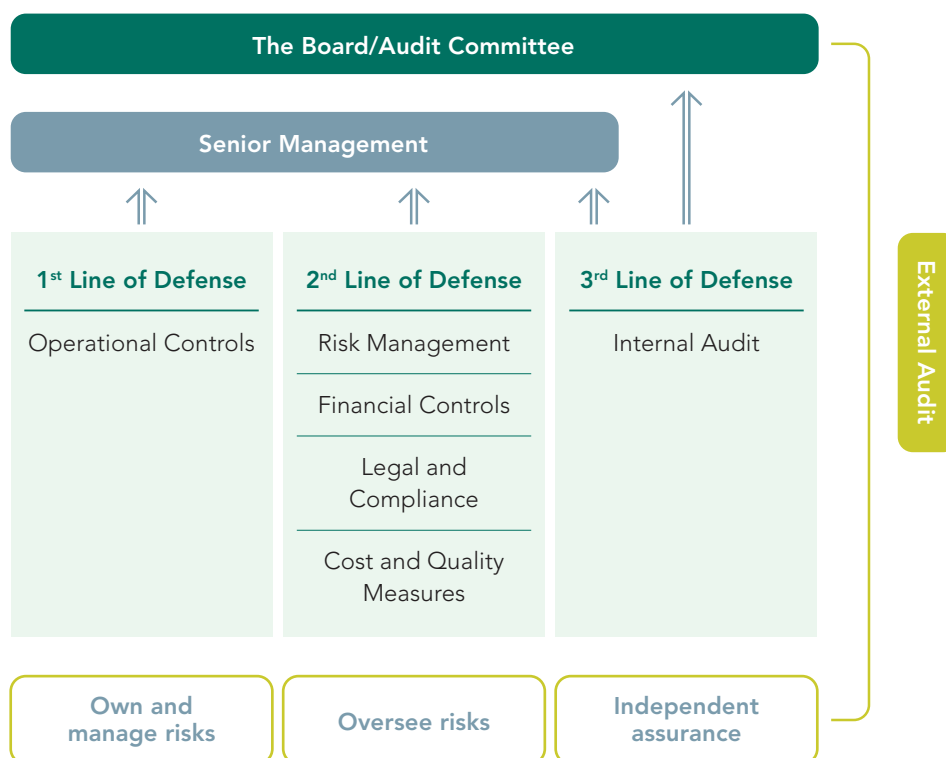 The Board/Audit Committee
Senior Management
1st Line of Defense
Operational Controls
2nd Line of Defense
Risk Management
Financial Controls
Legal and
Compliance
Cost and Quality
Measures
3rd Line of Defense
Internal Audit
External Audit
Own and
manage risks
Oversee risks
Independent
assurance